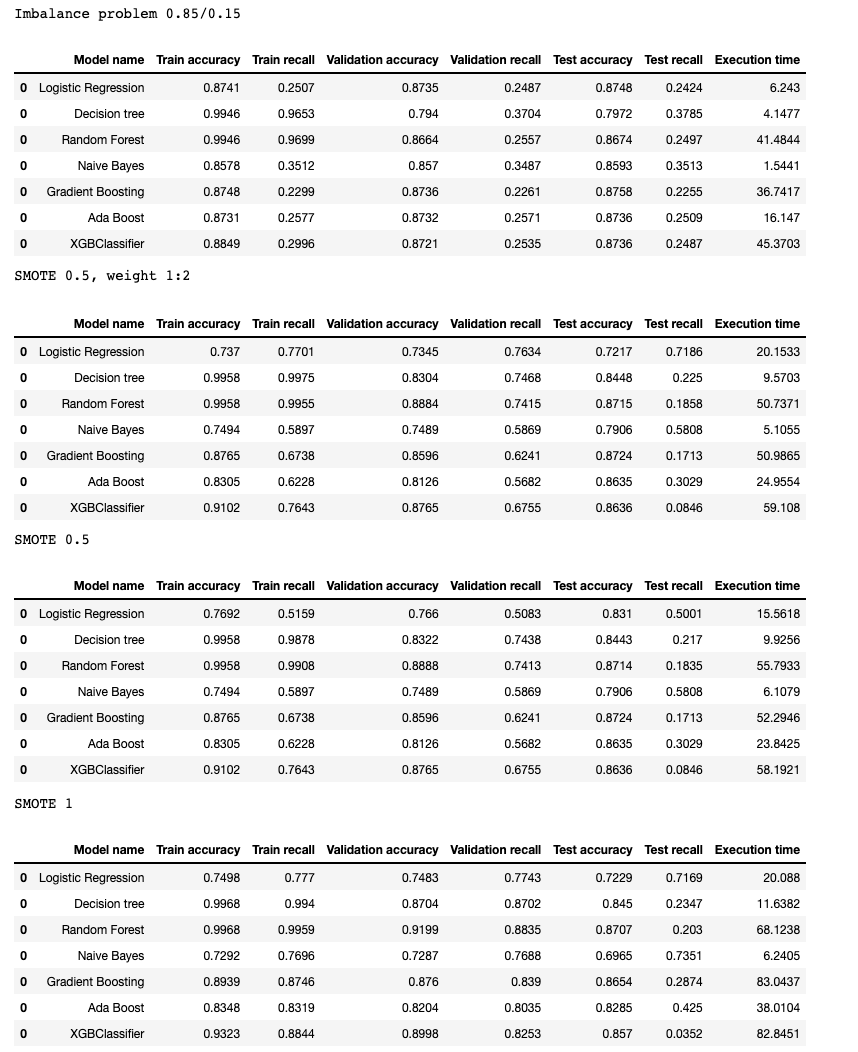 Imbalance problem 0.85/0.15
Model name Train accuracy Train recall Validation accuracy Validation recall Test accuracy Test recall Execution time
0 Logistic Regression 0.8741 0.2507 0.8735 0.2487 0.8748 0.2424 6.243
0 Decision tree 0.9946 0.9653 0.794 0.3704 0.7972 0.3785 4.1477
0 Random Forest 0.9946 0.9699 0.8664 0.2557 0.8674 0.2497 41.4844
0 Naive Bayes 0.8578 0.3512 0.857 0.3487 0.8593 0.3513 1.5441
0 Gradient Boosting 0.8748 0.2299 0.8736 0.2261 0.8758 0.2255 36.7417
0 Ada Boost 0.8731 0.2577 0.8732 0.2571 0.8736 0.2509 16.147
0 XGBClassifier 0.8849 0.2996 0.8721 0.2535 0.8736 0.2487 45.3703
SMOTE 0.5, weight 1:2
Model name Train accuracy Train recall Validation accuracy Validation recall Test accuracy Test recall Execution time
0 Logistic Regression 0.737 0.7701 0.7345 0.7634 0.7217 0.7186 20.1533
0 Decision tree 0.9958 0.9975 0.8304 0.7468 0.8448 0.225 9.5703
0 Random Forest 0.9958 0.9955 0.8884 0.7415 0.8715 0.1858 50.7371
0 Naive Bayes 0.7494 0.5897 0.7489 0.5869 0.7906 0.5808 5.1055
0 Gradient Boosting 0.8765 0.6738 0.8596 0.6241 0.8724 0.1713 50.9865
0 Ada Boost 0.8305 0.6228 0.8126 0.5682 0.8635 0.3029 24.9554
0 XGBClassifier 0.9102 0.7643 0.8765 0.6755 0.8636 0.0846 59.108
SMOTE 0.5
Model name Train accuracy Train recall Validation accuracy Validation recall Test accuracy Test recall Execution time
0 Logistic Regression 0.7692 0.5159 0.766 0.5083 0.831 0.5001 15.5618
0 Decision tree 0.9958 0.9878 0.8322 0.7438 0.8443 0.217 9.9256
0 Random Forest 0.9958 0.9908 0.8888 0.7413 0.8714 0.1835 55.7933
0 Naive Bayes 0.7494 0.5897 0.7489 0.5869 0.7906 0.5808 6.1079
0 Gradient Boosting 0.8765 0.6738 0.8596 0.6241 0.8724 0.1713 52.2946
0 Ada Boost 0.8305 0.6228 0.8126 0.5682 0.8635 0.3029 23.8425
0 XGBClassifier 0.9102 0.7643 0.8765 0.6755 0.8636 0.0846 58.1921
SMOTE 1
Model name Train accuracy Train recall Validation accuracy Validation recall Test accuracy Test recall Execution time
0 Logistic Regression 0.7498 0.777 0.7483 0.7743 0.7229 0.7169 20.088
0 Decision tree 0.9968 0.994 0.8704 0.8702 0.845 0.2347 11.6382
0 Random Forest 0.9968 0.9959 0.9199 0.8835 0.8707 0.203 68.1238
0 Naive Bayes 0.7292 0.7696 0.7287 0.7688 0.6965 0.7351 6.2405
0 Gradient Boosting 0.8939 0.8746 0.876 0.839 0.8654 0.2874 83.0437
0 Ada Boost 0.8348 0.8319 0.8204 0.8035 0.8285 0.425 38.0104
0 XGBClassifier 0.9323 0.8844 0.8998 0.8253 0.857 0.0352 82.8451